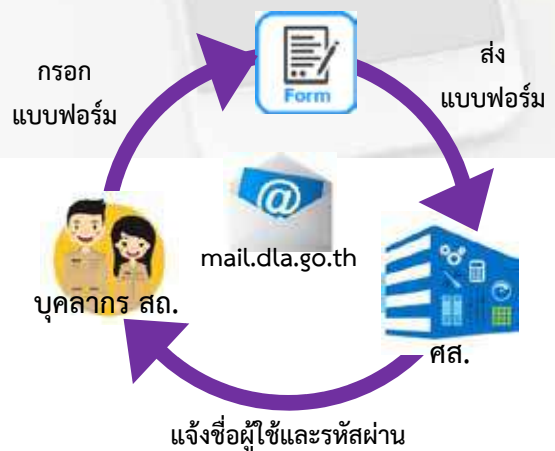 กรอก
แบบฟอร์ม
Form
ส่ง
แบบฟอร์ม
@
mail.dla.go.th
บุคลากร สถ.
ศส.
แจ้งชื่อผู้ใช้และรหัสผ่าน